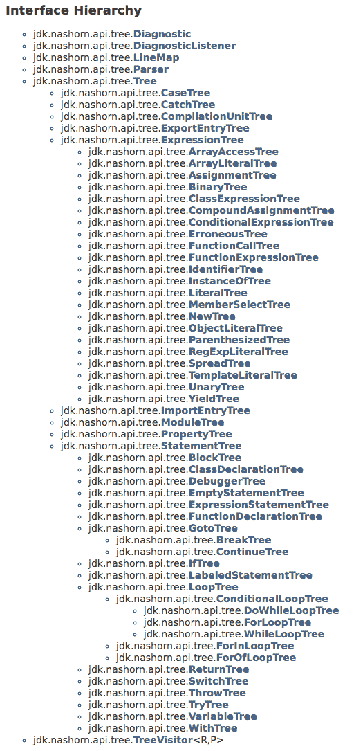 Interface Hierarchy
jdk.nashorn.api.tree.Diagnostic
jdk.nashorn.api.tree.DiagnosticListener
jdk.nashorn.api.tree.LineMap
jdk.nashorn.api.tree.Parser
jdk.nashorn.api.tree.Tree
jdk.nashorn.api.tree.CaseTree
jdk.nashorn.api.tree.CatchTree
jdk.nashorn.api.tree.CompilationUnitTree
jdk.nashorn.api.tree.ExportEntryTree
jdk.nashorn.api.tree.ExpressionTree
jdk.nashorn.api.tree.ArrayAccessTree
jdk.nashorn.api.tree.ArrayLiteralTree
jdk.nashorn.api.tree.AssignmentTree
jdk.nashorn.api.tree.BinaryTree
jdk.nashorn.api.tree.ClassExpressionTree
jdk.nashorn.api.tree.CompoundAssignmentTree
jdk.nashorn.api.tree.ConditionalExpressionTree
jdk.nashorn.api.tree.ErroneousTree
jdk.nashorn.api.tree.FunctionCallTree
jdk.nashorn.api.tree.FunctionExpressionTree
jdk.nashorn.api.tree.IdentifierTree
jdk.nashorn.api.tree.InstanceOfTree
jdk.nashorn.api.tree.LiteralTree
jdk.nashorn.api.tree.MemberSelectTree
jdk.nashorn.api.tree.NewTree
jdk.nashorn.api.tree.ObjectLiteralTree
jdk.nashorn.api.tree.ParenthesizedTree
jdk.nashorn.api.tree.RegExpLiteralTree
jdk.nashorn.api.tree.SpreadTree
jdk.nashorn.api.tree.TemplateLiteralTree
jdk.nashorn.api.tree.UnaryTree
jdk.nashorn.api.tree.YieldTree
jdk.nashorn.api.tree.ImportEntryTree
jdk.nashorn.api.tree.ModuleTree
jdk.nashorn.api.tree.PropertyTree
jdk.nashorn.api.tree.StatementTree
jdk.nashorn.api.tree.BlockTree
jdk.nashorn.api.tree.ClassDeclarationTree
jdk.nashorn.api.tree.DebuggerTree
jdk.nashorn.api.tree.EmptyStatementTree
jdk.nashorn.api.tree.ExpressionStatementTree
jdk.nashorn.api.tree.FunctionDeclarationTree
jdk.nashorn.api.tree.GotoTree
jdk.nashorn.api.tree.BreakTree
jdk.nashorn.api.tree.ContinueTree
jdk.nashorn.api.tree.IfTree
jdk.nashorn.api.tree.LabeledStatementTree
jdk.nashorn.api.tree.LoopTree
jdk.nashorn.api.tree.ConditionalLoopTree
jdk.nashorn.api.tree.DoWhileLoopTree
jdk.nashorn.api.tree.ForLoopTree
jdk.nashorn.api.tree.WhileLoopTree
jdk.nashorn.api.tree.ForInLoopTree
jdk.nashorn.api.tree.ForOfLoopTree
jdk.nashorn.api.tree.ReturnTree
jdk.nashorn.api.tree.SwitchTree
jdk.nashorn.api.tree.ThrowTree
jdk.nashorn.api.tree.TryTree
jdk.nashorn.api.tree.VariableTree
jdk.nashorn.api.tree.WithTree
jdk.nashorn.api.tree.TreeVisitor<R,P>